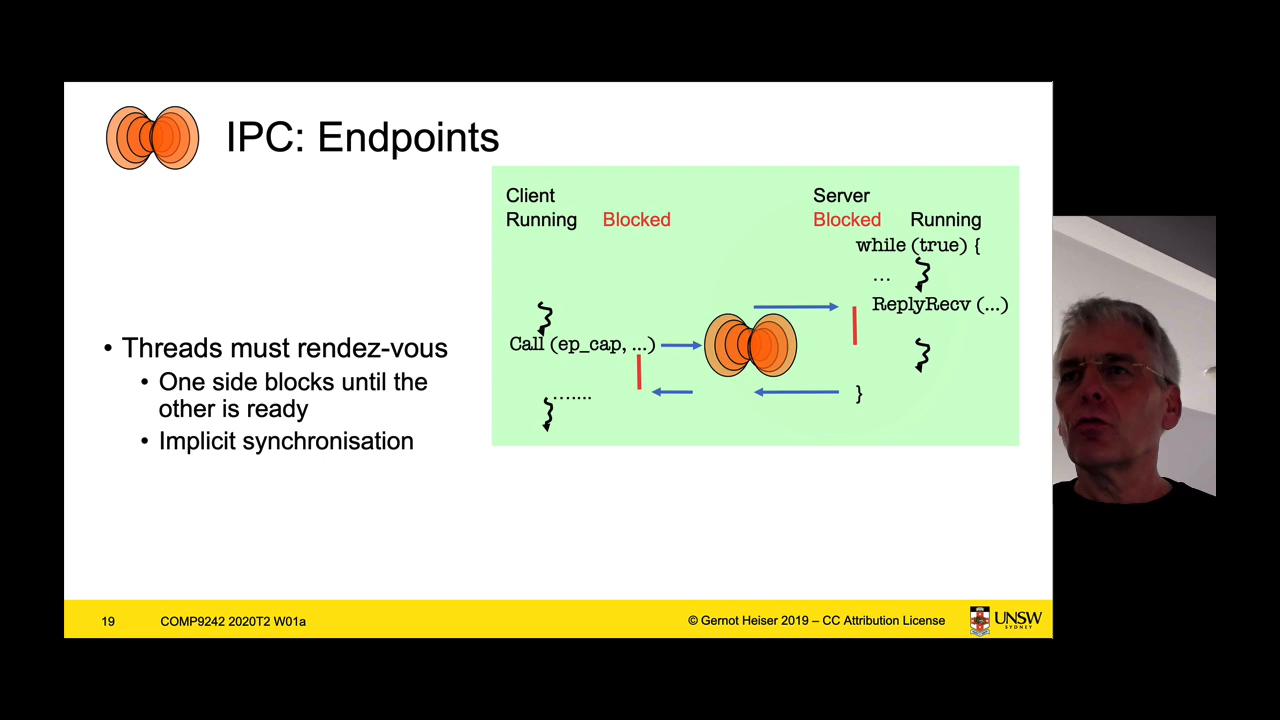 IPC: Endpoints
Client
Running Blocked
Server
Blocked Running
while (true) {
...
ReplyRecv (...)
Call (ep_cap, ...)
.......
}
• Threads must rendez-vous
• One side blocks until the
other is ready
• Implicit synchronisation
19 COMP9242 2020T2 W01a
© Gernot Heiser 2019 – CC Attribution License
UNSW
SYDNEY